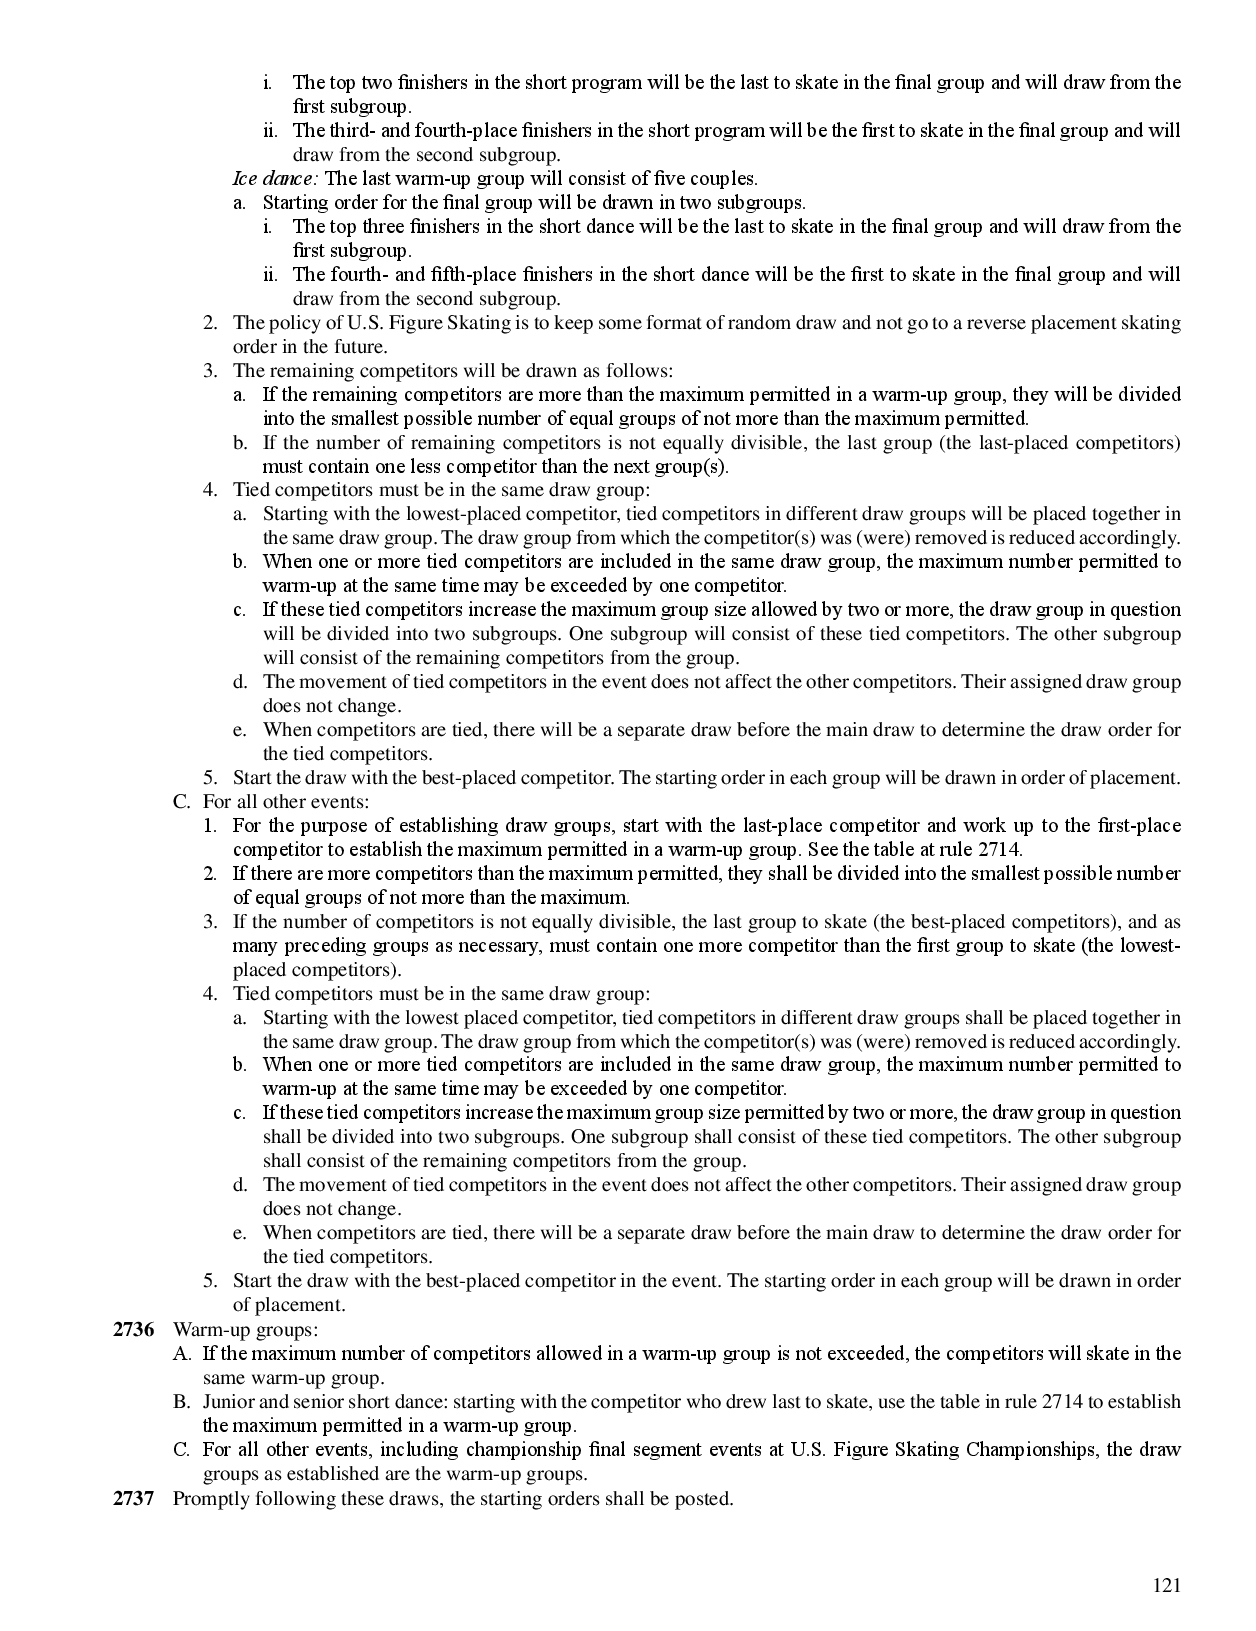 i. The top two finishers in the short program will be the last to skate in the final group and will draw from the
first subgroup.
ii. The third- and fourth-place finishers in the short program will be the first to skate in the final group and will
draw from the second subgroup.
Ice dance: The last warm-up group will consist of five couples.
a. Starting order for the final group will be drawn in two subgroups.
i. The top three finishers in the short dance will be the last to skate in the final group and will draw from the
first subgroup.
ii. The fourth- and fifth-place finishers in the short dance will be the first to skate in the final group and will
draw from the second subgroup.
2. The policy of U.S. Figure Skating is to keep some format of random draw and not go to a reverse placement skating
order in the future.
3. The remaining competitors will be drawn as follows:
a. If the remaining competitors are more than the maximum permitted in a warm-up group, they will be divided
into the smallest possible number of equal groups of not more than the maximum permitted.
b. If the number of remaining competitors is not equally divisible, the last group (the last-placed competitors)
must contain one less competitor than the next group(s).
4. Tied competitors must be in the same draw group:
a. Starting with the lowest-placed competitor, tied competitors in different draw groups will be placed together in
the same draw group. The draw group from which the competitor(s) was (were) removed is reduced accordingly.
b. When one or more tied competitors are included in the same draw group, the maximum number permitted to
warm-up at the same time may be exceeded by one competitor.
c. If these tied competitors increase the maximum group size allowed by two or more, the draw group in question
will be divided into two subgroups. One subgroup will consist of these tied competitors. The other subgroup
will consist of the remaining competitors from the group.
d. The movement of tied competitors in the event does not affect the other competitors. Their assigned draw group
does not change.
e. When competitors are tied, there will be a separate draw before the main draw to determine the draw order for
the tied competitors.
5. Start the draw with the best-placed competitor. The starting order in each group will be drawn in order of placement.
C. For all other events:
1. For the purpose of establishing draw groups, start with the last-place competitor and work up to the first-place
competitor to establish the maximum permitted in a warm-up group. See the table at rule 2714.
2. If there are more competitors than the maximum permitted, they shall be divided into the smallest possible number
of equal groups of not more than the maximum.
3. If the number of competitors is not equally divisible, the last group to skate (the best-placed competitors), and as
many preceding groups as necessary, must contain one more competitor than the first group to skate (the lowest-
placed competitors).
4. Tied competitors must be in the same draw group:
a. Starting with the lowest placed competitor, tied competitors in different draw groups shall be placed together in
the same draw group. The draw group from which the competitor(s) was (were) removed is reduced accordingly.
b. When one or more tied competitors are included in the same draw group, the maximum number permitted to
warm-up at the same time may be exceeded by one competitor.
c. If these tied competitors increase the maximum group size permitted by two or more, the draw group in question
shall be divided into two subgroups. One subgroup shall consist of these tied competitors. The other subgroup
shall consist of the remaining competitors from the group.
d. The movement of tied competitors in the event does not affect the other competitors. Their assigned draw group
does not change.
e. When competitors are tied, there will be a separate draw before the main draw to determine the draw order for
the tied competitors.
5. Start the draw with the best-placed competitor in the event. The starting order in each group will be drawn in order
of placement.
2736 Warm-up groups:
A. If the maximum number of competitors allowed in a warm-up group is not exceeded, the competitors will skate in the
same warm-up group.
B. Junior and senior short dance: starting with the competitor who drew last to skate, use the table in rule 2714 to establish
the maximum permitted in a warm-up group.
C. For all other events, including championship final segment events at U.S. Figure Skating Championships, the draw
groups as established are the warm-up groups.
2737 Promptly following these draws, the starting orders shall be posted.
121